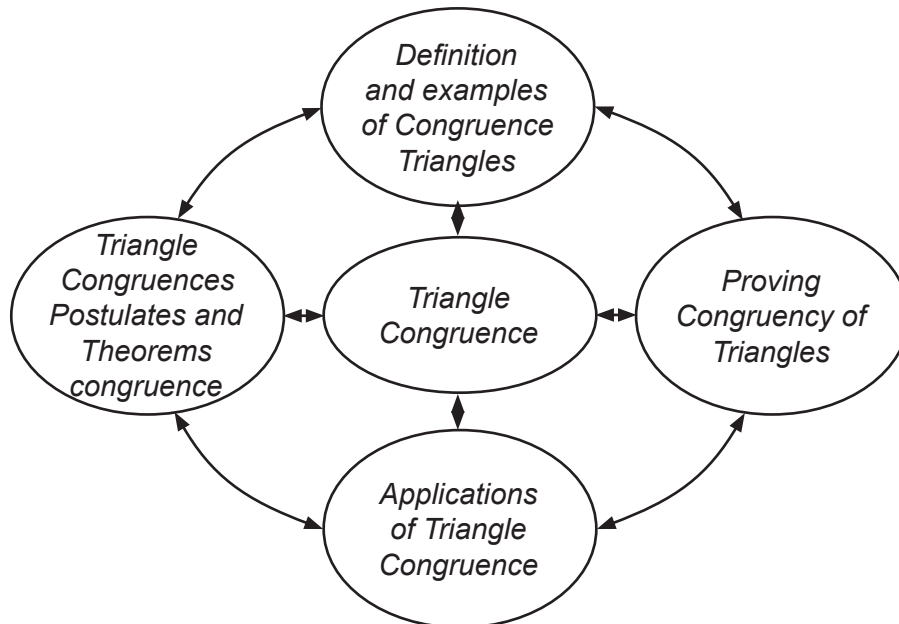 Definition
and examples
of Congruence
Triangles
Triangle
Congruences
Postulates and
Theorems
congruence
Triangle
Congruence
Proving
Congruency of
Triangles
Applications
of Triangle
Congruence